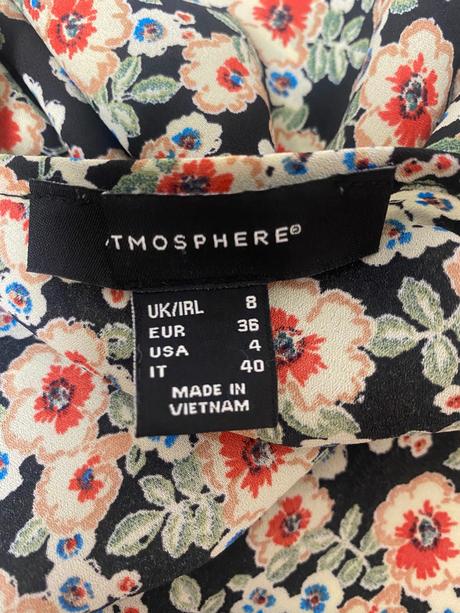 TMOSPHERE®
UK/IRL 8
EUR 36
USA 4
IT 40
MADE IN
VIETNAM